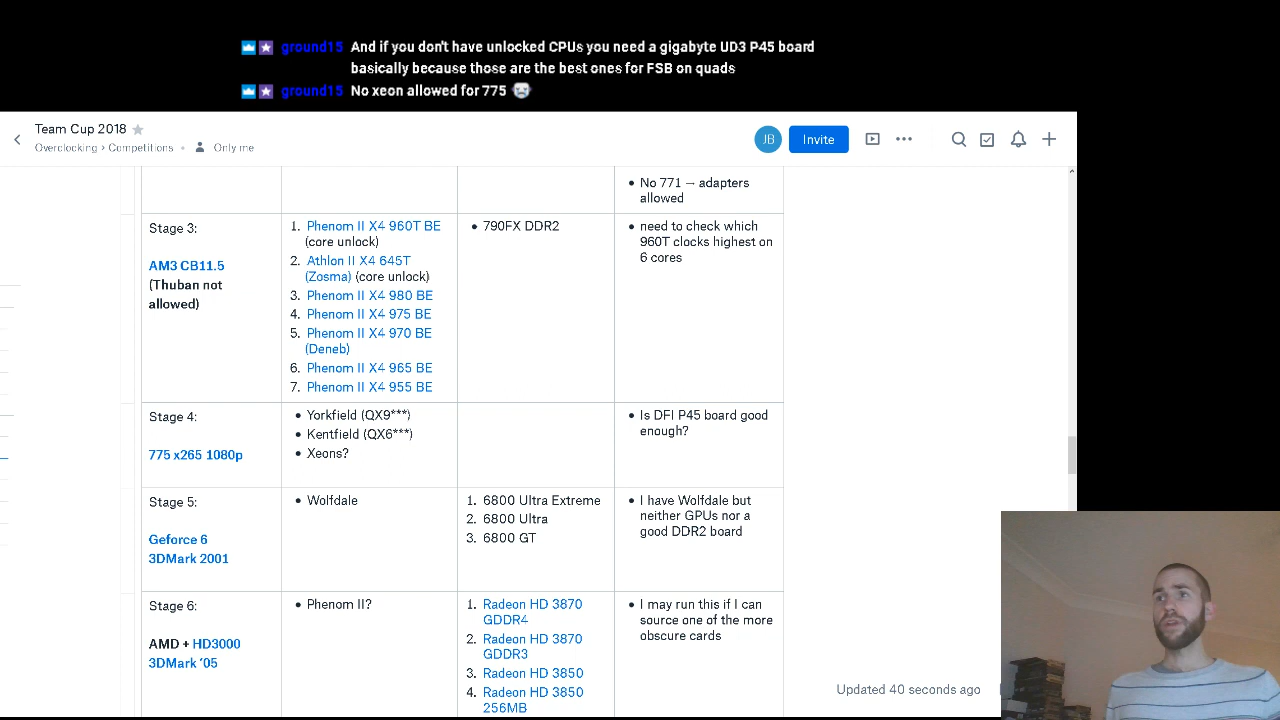 ground15 And if you don't have unlocked CPUs you need a gigabyte UD3 P45 board
basically because those are the best ones for FSB on quads
ground15 No xeon allowed for 775
Team Cup 2018
Overclocking > Competitions • Only me
JB
Invite
• No 771 → adapters
allowed
Stage 3:
AM3 CB11.5
(Thuban not
allowed)
1. Phenom II X4 960T BE
(core unlock)
2. Athlon II X4 645T
(Zosma) (core unlock)
3. Phenom II X4 980 BE
4. Phenom II X4 975 BE
5. Phenom II X4 970 BE
(Deneb)
6. Phenom II X4 965 BE
7. Phenom II X4 955 BE
• 790FX DDR2
• need to check which
960T clocks highest on
6 cores
Stage 4:
775 x265 1080p
• Yorkfield (QX9***)
• Kentfield (QX6***)
• Xeons?
• Is DFI P45 board good
enough?
Stage 5:
Geforce 6
3DMark 2001
• Wolfdale
1. 6800 Ultra Extreme
2. 6800 Ultra
3. 6800 GT
• I have Wolfdale but
neither GPUs nor a
good DDR2 board
Stage 6:
AMD + HD3000
3DMark '05
• Phenom II?
1. Radeon HD 3870
GDDR4
2. Radeon HD 3870
GDDR3
3. Radeon HD 3850
4. Radeon HD 3850
256MB
• I may run this if I can
source one of the more
obscure cards
Updated 40 seconds ago